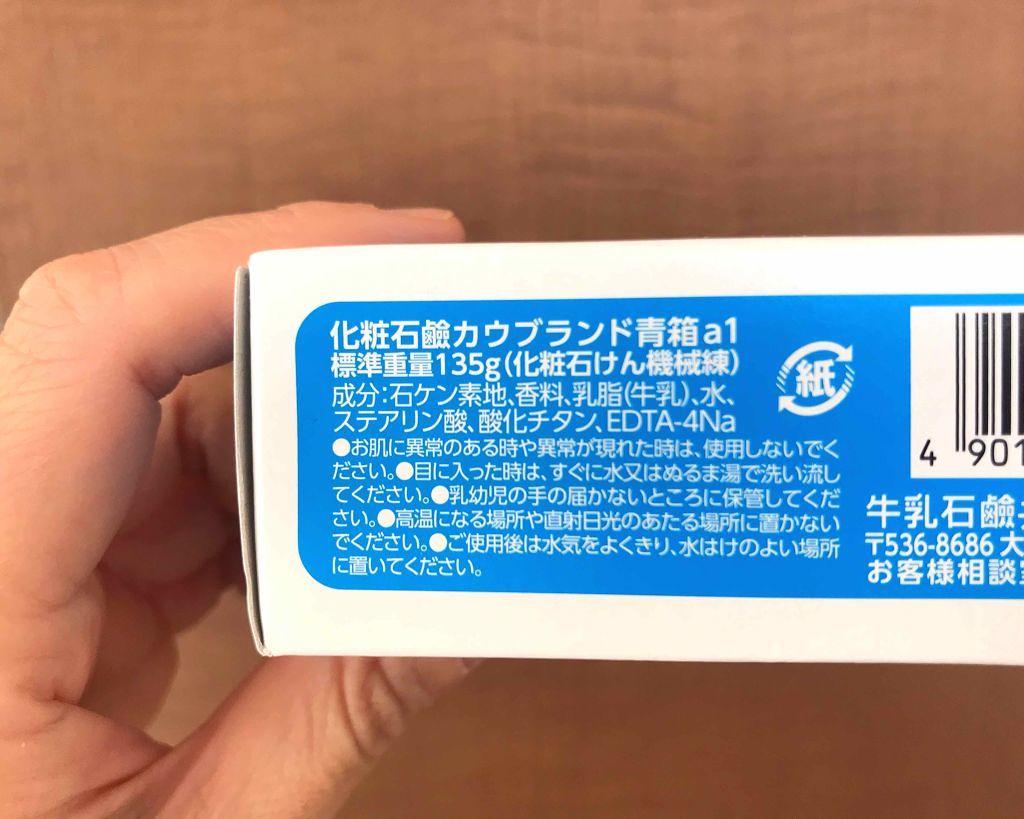 化粧石鹸カウブランド青箱a1
標準重量135g(化粧石けん機械練)
成分:石ケン素地、香料、乳脂(牛乳)、水、
ステアリン酸、酸化チタン、EDTA-4Na
●お肌に異常のある時や異常が現れた時は、使用しないでく
ださい。●目に入った時は、すぐに水又はぬるま湯で洗い流し
てください。●乳幼児の手の届かないところに保管してくだ
さい。●高温になる場所や直射日光のあたる場所に置かない
でください。●ご使用後は水気をよくきり、水はけのよい場所
に置いてください。
紙
4 901
牛乳石鹼
〒536-8686 大
お客様相談室